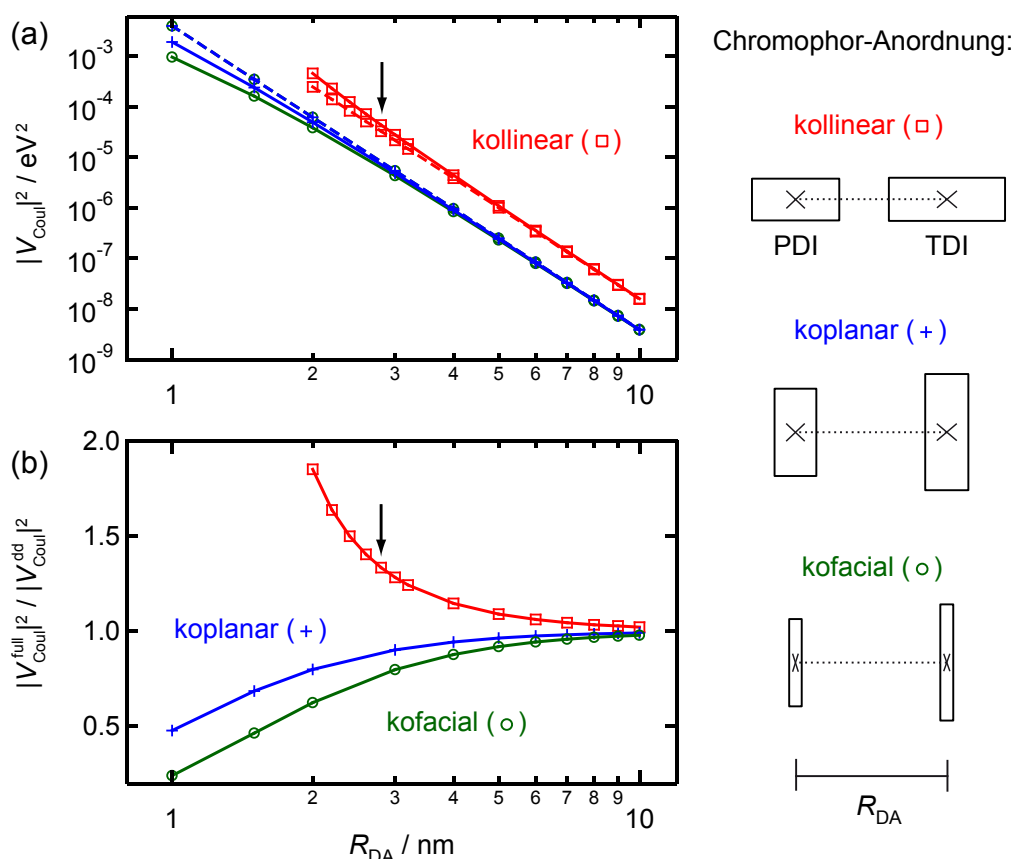 (a)
|V_Coul|² / eV²
10⁻³
10⁻⁴
10⁻⁵
10⁻⁶
10⁻⁷
10⁻⁸
10⁻⁹
kollinear ( □ )
1
2
3
4
5
6
7
8
9
10
(b)
|V_Coul^full|² / |V_Coul^dd|²
2.0
1.5
1.0
0.5
koplanar ( + )
kofacial ( ○ )
1
2
3
4
5
6
7
8
9
10
R_DA / nm
Chromophor-Anordnung:
kollinear ( □ )
PDI TDI
koplanar ( + )
kofacial ( ○ )
R_DA